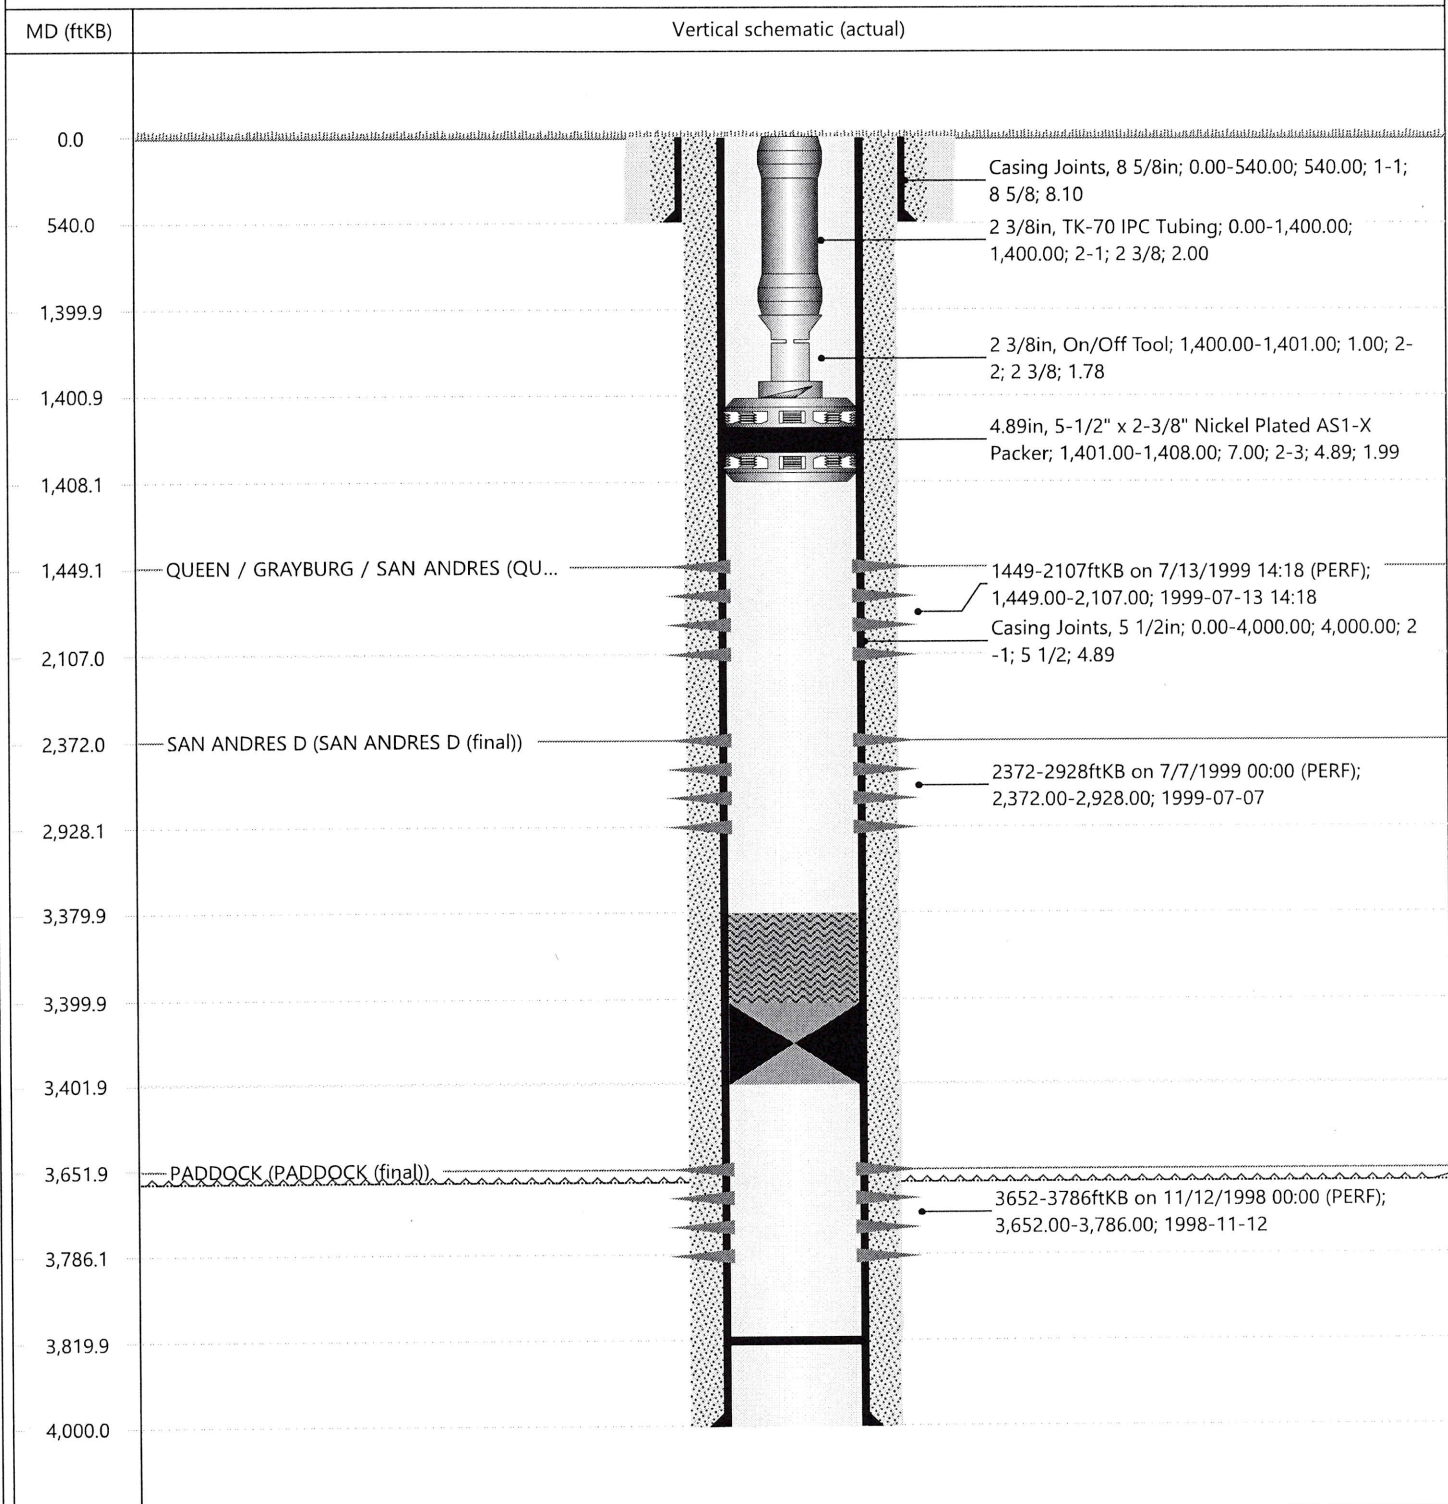 MD (ftKB)
Vertical schematic (actual)
0.0
Casing Joints, 8 5/8in; 0.00-540.00; 540.00; 1-1;
8 5/8; 8.10
540.0
2 3/8in, TK-70 IPC Tubing; 0.00-1,400.00;
1,400.00; 2-1; 2 3/8; 2.00
1,399.9
2 3/8in, On/Off Tool; 1,400.00-1,401.00; 1.00; 2-
2; 2 3/8; 1.78
1,400.9
4.89in, 5-1/2" x 2-3/8" Nickel Plated AS1-X
Packer; 1,401.00-1,408.00; 7.00; 2-3; 4.89; 1.99
1,408.1
1,449.1
QUEEN / GRAYBURG / SAN ANDRES (QU...
1449-2107ftKB on 7/13/1999 14:18 (PERF);
1,449.00-2,107.00; 1999-07-13 14:18
Casing Joints, 5 1/2in; 0.00-4,000.00; 4,000.00; 2
-1; 5 1/2; 4.89
2,107.0
2,372.0
SAN ANDRES D (SAN ANDRES D (final))
2372-2928ftKB on 7/7/1999 00:00 (PERF);
2,372.00-2,928.00; 1999-07-07
2,928.1
3,379.9
3,399.9
3,401.9
3,651.9
PADDOCK (PADDOCK (final))
3652-3786ftKB on 11/12/1998 00:00 (PERF);
3,652.00-3,786.00; 1998-11-12
3,786.1
3,819.9
4,000.0